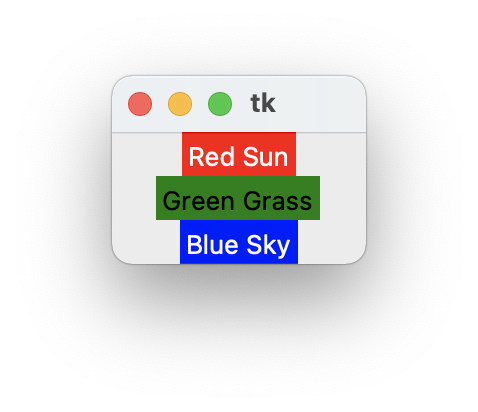 tk
Red Sun
Green Grass
Blue Sky